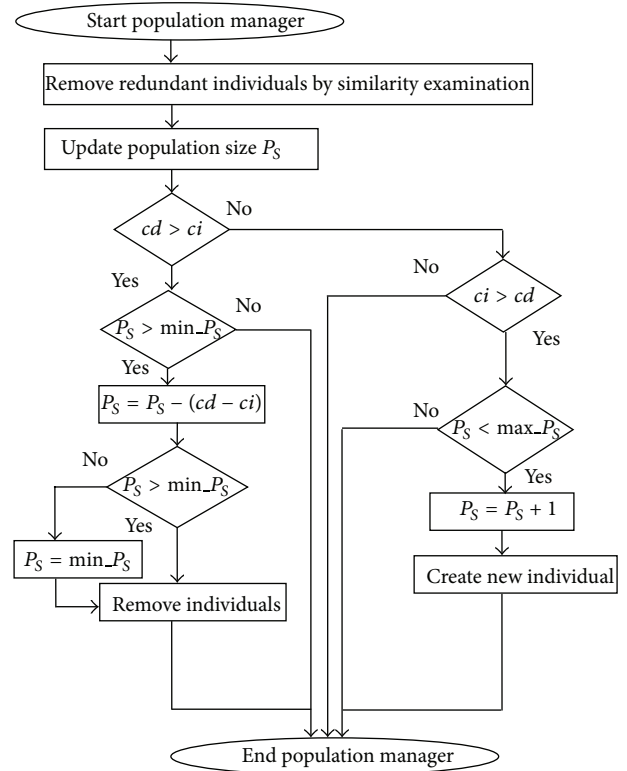 Start population manager
Remove redundant individuals by similarity examination
Update population size P_S
cd > ci
No
Yes
No
ci > cd
No
P_S > min_P_S
Yes
Yes
P_S = P_S − (cd − ci)
No
P_S < max_P_S
No
P_S > min_P_S
Yes
Yes
P_S = P_S + 1
P_S = min_P_S
Create new individual
Remove individuals
End population manager